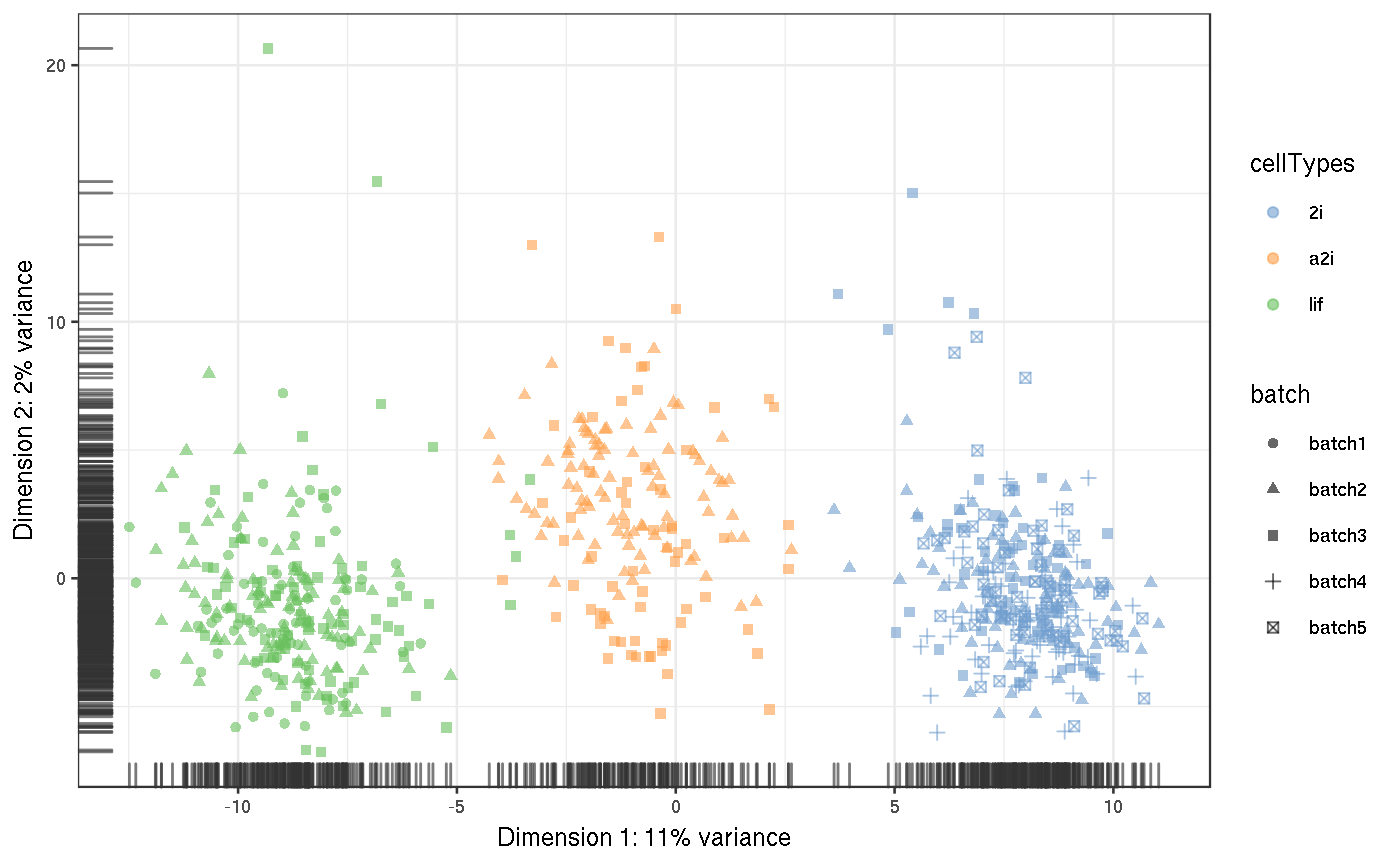 20
10
0
Dimension 2: 2% variance
-10
-5
0
5
10
Dimension 1: 11% variance
cellTypes
2i
a2i
lif
batch
batch1
batch2
batch3
batch4
batch5